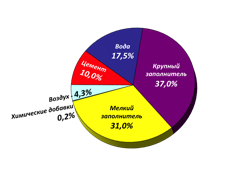 Вода
17,5%
Крупный
заполнитель
37,0%
Цемент
10,0%
Воздух
4,3%
Химические добавки
0,2%
Мелкий
заполнитель
31,0%